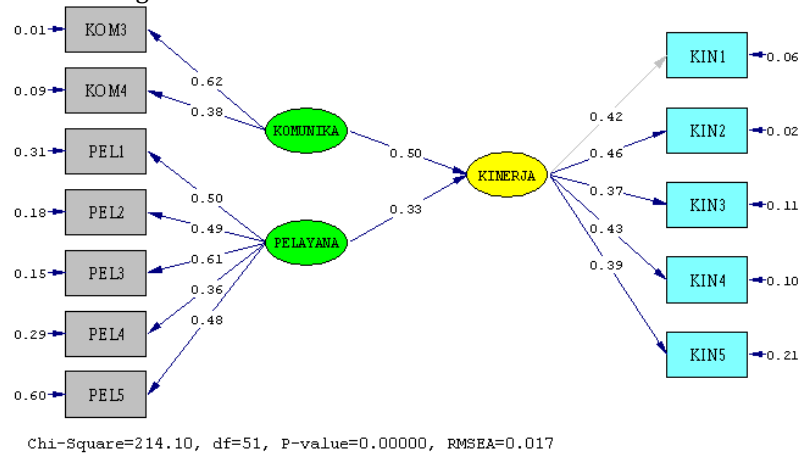 0.01 KOM3
0.09 KOM4
0.31 PEL1
0.18 PEL2
0.15 PEL3
0.29 PEL4
0.60 PEL5
0.62
0.38
0.50
0.49
0.61
0.36
0.48
KOMUNIKA
PELAYANA
0.50
0.33
KINERJA
0.42
0.46
0.37
0.43
0.39
KIN1 0.06
KIN2 0.02
KIN3 0.11
KIN4 0.10
KIN5 0.21
Chi-Square=214.10, df=51, P-value=0.00000, RMSEA=0.017